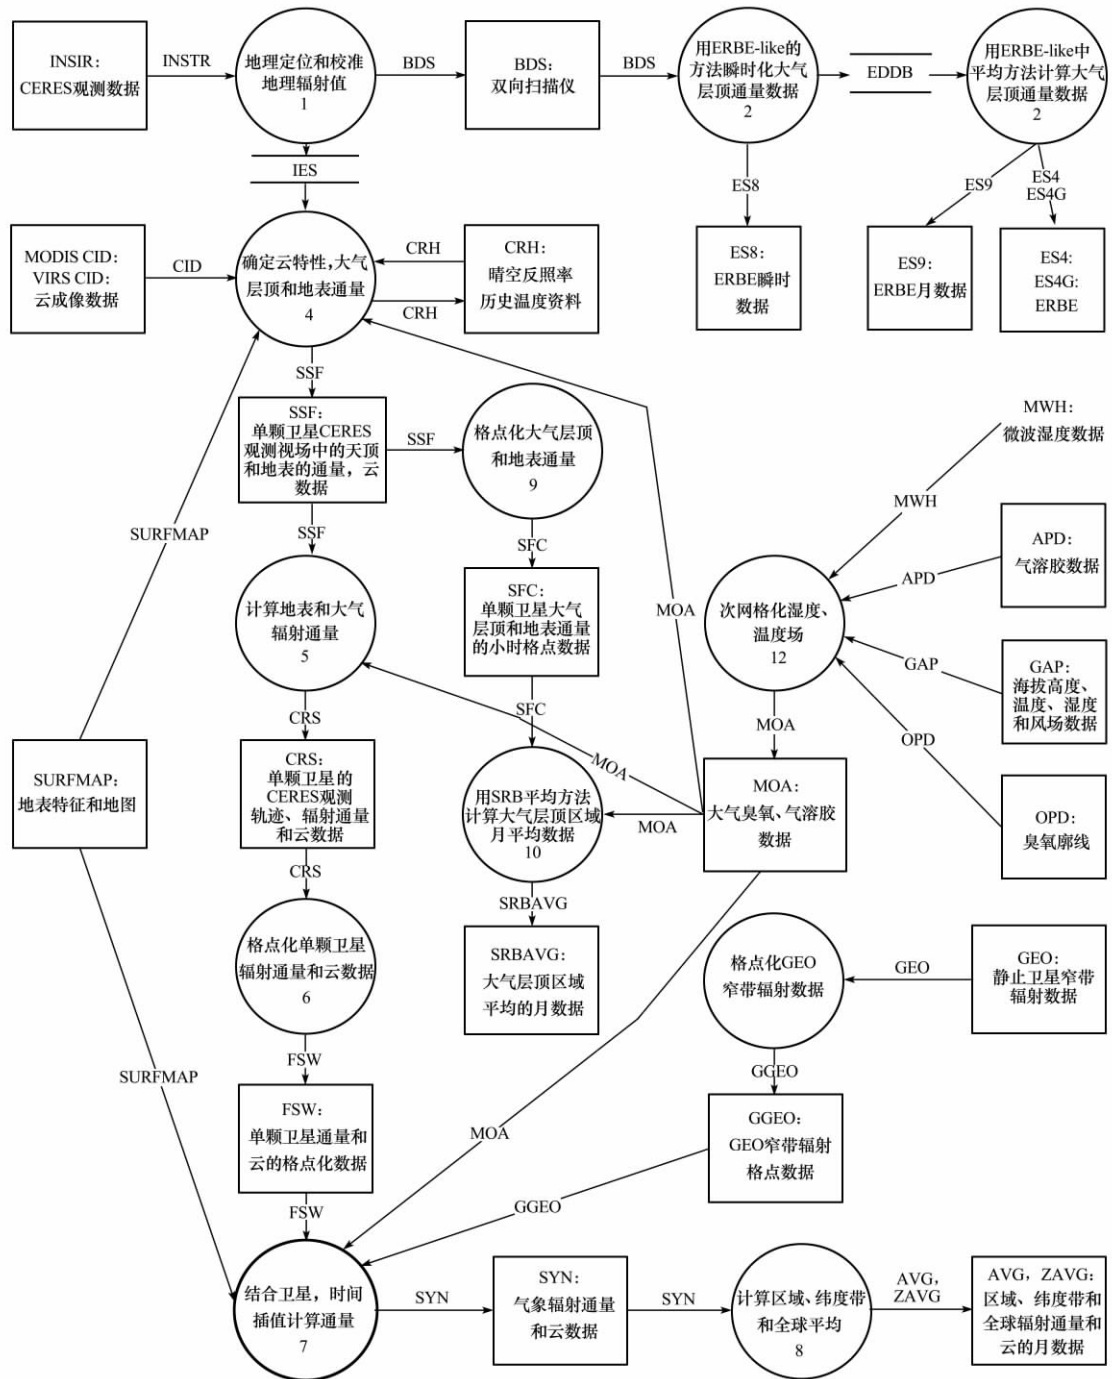 INSIR：
CERES观测数据
INSTR
地理定位和校准
地理辐射值
1
BDS
BDS：
双向扫描仪
BDS
用ERBE-like的
方法瞬时化大气
层顶通量数据
2
EDDB
用ERBE-like中
平均方法计算大气
层顶通量数据
2
IES
ES8
ES9
ES4
ES4G
MODIS CID：
VIRS CID：
云成像数据
CID
确定云特性，大气
层顶和地表通量
4
CRH
CRH
CRH：
晴空反照率
历史温度资料
ES8：
ERBE瞬时
数据
ES9：
ERBE月数据
ES4：
ES4G：
ERBE
SSF
SSF：
单颗卫星CERES
观测视场中的天顶
和地表的通量，云
数据
SSF
格点化大气层顶
和地表通量
9
MWH：
微波湿度数据
MWH
SURFMAP
SSF
SFC
APD：
气溶胶数据
APD
计算地表和大气
辐射通量
5
SFC：
单颗卫星大气
层顶和地表通量
的小时格点数据
MOA
次网格化湿度、
温度场
12
GAP
GAP：
海拔高度、
温度、湿度
和风场数据
CRS
SFC
MOA
OPD
SURFMAP：
地表特征和地图
CRS：
单颗卫星的
CERES观测
轨迹、辐射通量
和云数据
MOA
用SRB平均方法
计算大气层顶区域
月平均数据
10
MOA
MOA：
大气臭氧、气溶胶
数据
OPD：
臭氧廓线
CRS
SRBAVG
格点化单颗卫星
辐射通量和云数据
6
SRBAVG：
大气层顶区域
平均的月数据
格点化GEO
窄带辐射数据
GEO
GEO：
静止卫星窄带
辐射数据
FSW
GGEO
SURFMAP
FSW：
单颗卫星通量和
云的格点化数据
MOA
GGEO：
GEO窄带辐射
格点数据
FSW
GGEO
结合卫星，时间
插值计算通量
7
SYN
SYN：
气象辐射通量
和云数据
SYN
计算区域、纬度带
和全球平均
8
AVG，
ZAVG
AVG，ZAVG：
区域、纬度带和
全球辐射通量和
云的月数据